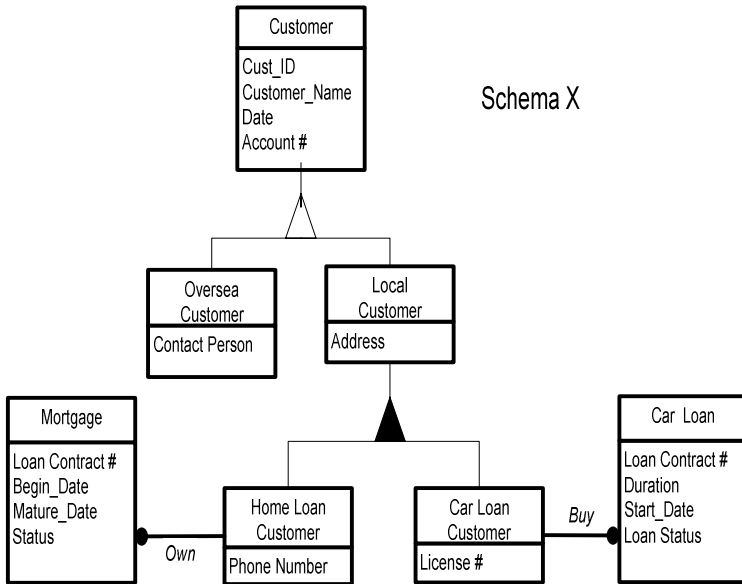 Customer
Cust_ID
Customer_Name
Date
Account #
Schema X
Oversea
Customer
Contact Person
Local
Customer
Address
Mortgage
Loan Contract #
Begin_Date
Mature_Date
Status
Own
Home Loan
Customer
Phone Number
Car Loan
Customer
License #
Buy
Car Loan
Loan Contract #
Duration
Start_Date
Loan Status